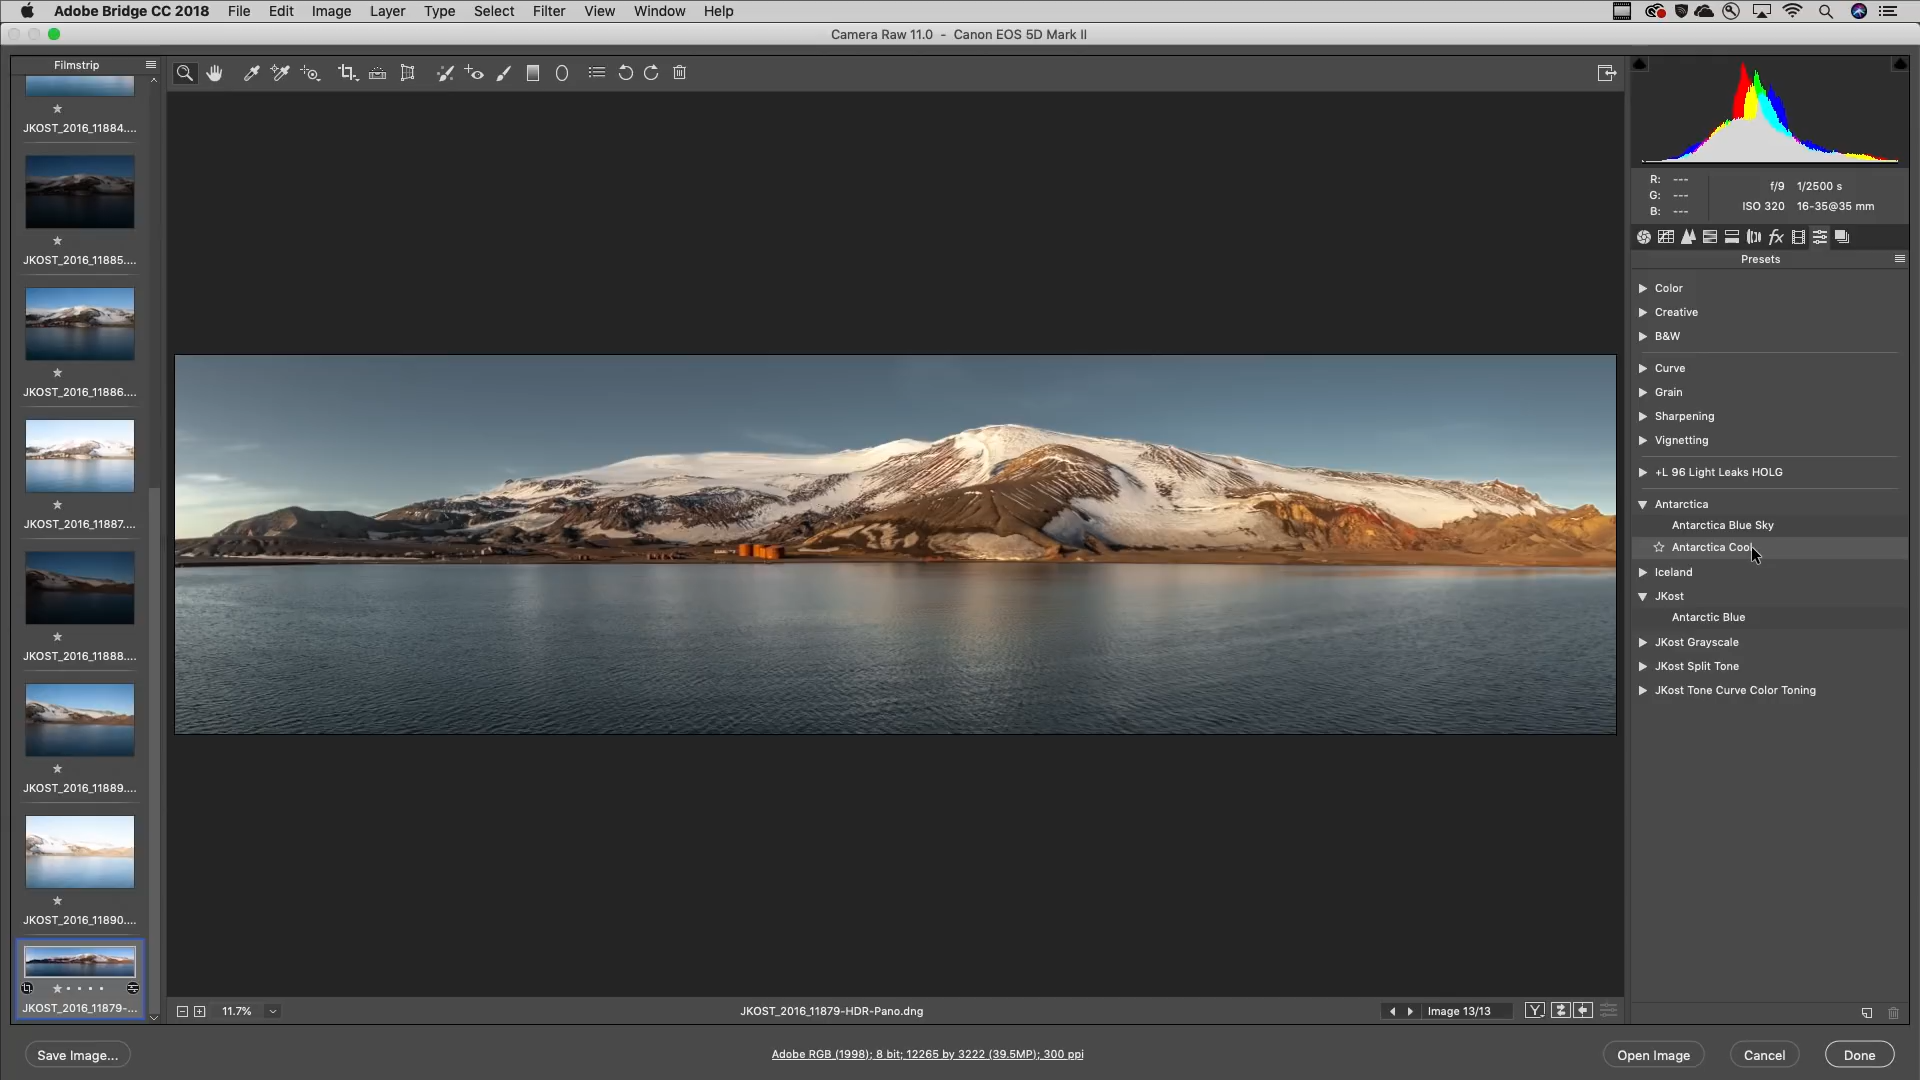 Adobe Bridge CC 2018 File Edit Image Layer Type Select Filter View Window Help
Camera Raw 11.0 - Canon EOS 5D Mark II
Filmstrip
JKOST_2016_11884....
JKOST_2016_11885....
JKOST_2016_11886....
JKOST_2016_11887....
JKOST_2016_11888....
JKOST_2016_11889....
JKOST_2016_11890....
JKOST_2016_11879-...
11.7%
JKOST_2016_11879-HDR-Pano.dng
Image 13/13
Y
R: ---
G: ---
B: ---
f/9 1/2500 s
ISO 320 16-35@35 mm
fx
Presets
Color
Creative
B&W
Curve
Grain
Sharpening
Vignetting
+L 96 Light Leaks HOLG
Antarctica
Antarctica Blue Sky
Antarctica Cool
Iceland
JKost
Antarctic Blue
JKost Grayscale
JKost Split Tone
JKost Tone Curve Color Toning
Save Image...
Adobe RGB (1998); 8 bit; 12265 by 3222 (39.5MP); 300 ppi
Open Image
Cancel
Done